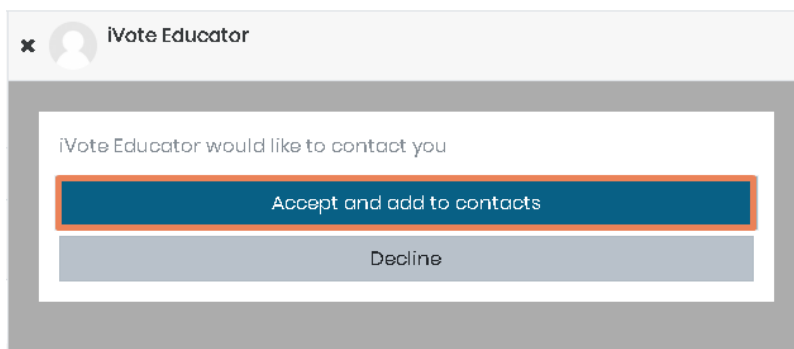 iVote Educator
iVote Educator would like to contact you
Accept and add to contacts
Decline